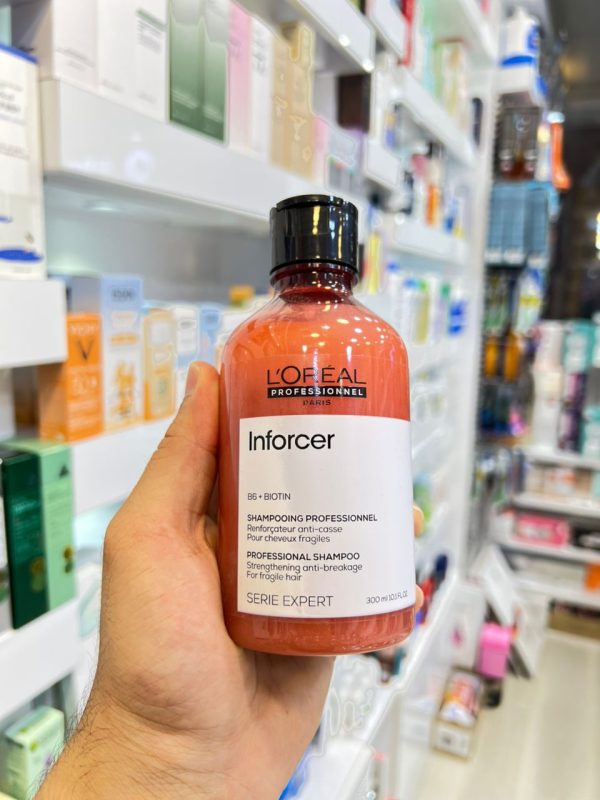 L'ORÉAL
PROFESSIONNEL
PARIS
Inforcer
B6 + BIOTIN
SHAMPOOING PROFESSIONNEL
Renforçateur anti-casse
Pour cheveux fragiles
PROFESSIONAL SHAMPOO
Strengthening anti-breakage
For fragile hair
SERIE EXPERT
300 ml 10.1 FL.OZ.
VICHY